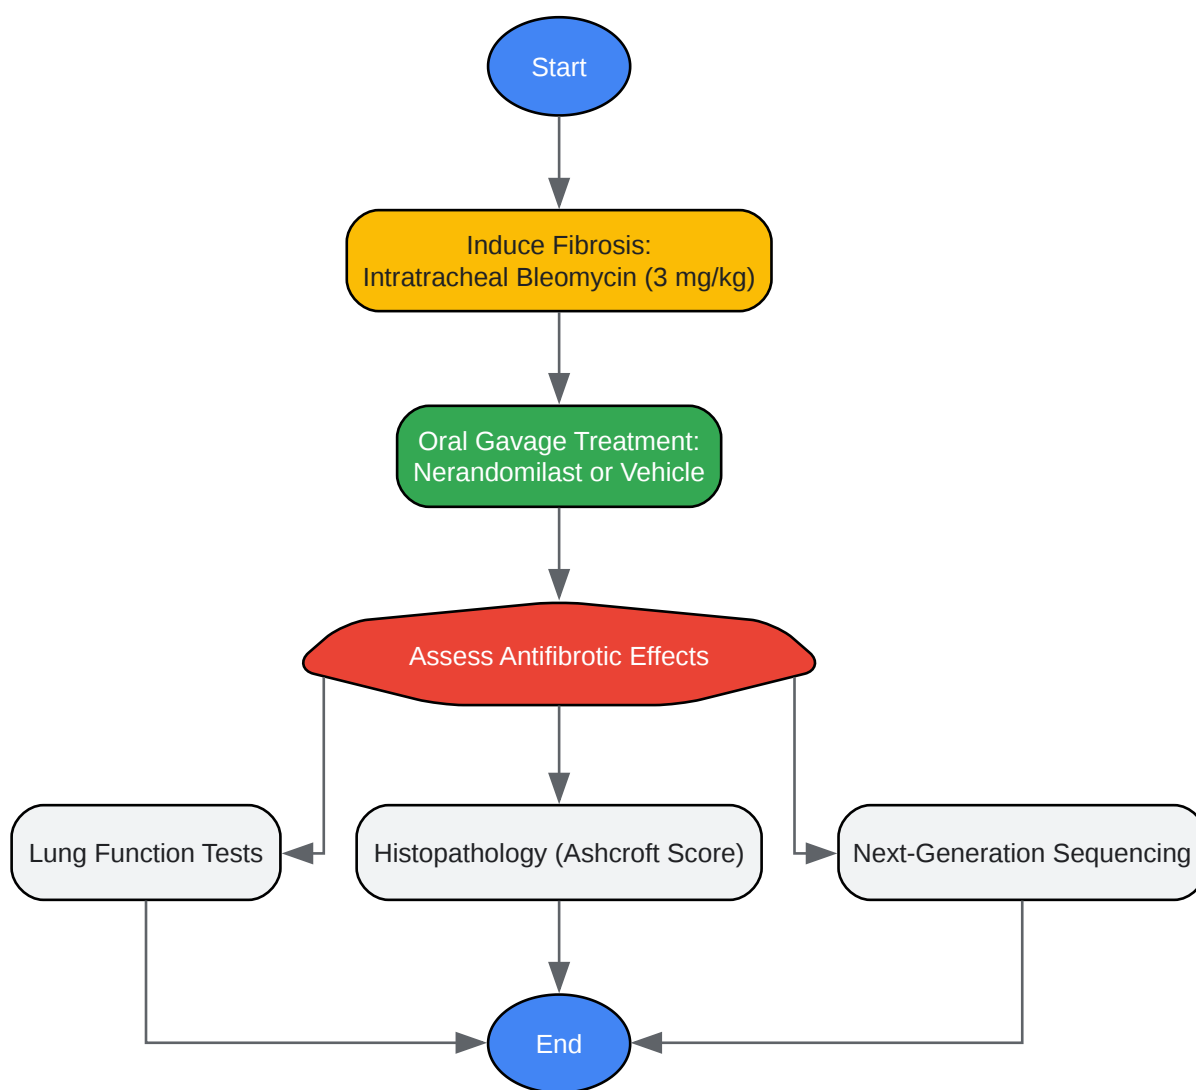 Start
Induce Fibrosis:
Intratracheal Bleomycin (3 mg/kg)
Oral Gavage Treatment:
Nerandomilast or Vehicle
Assess Antifibrotic Effects
Lung Function Tests
Histopathology (Ashcroft Score)
Next-Generation Sequencing
End